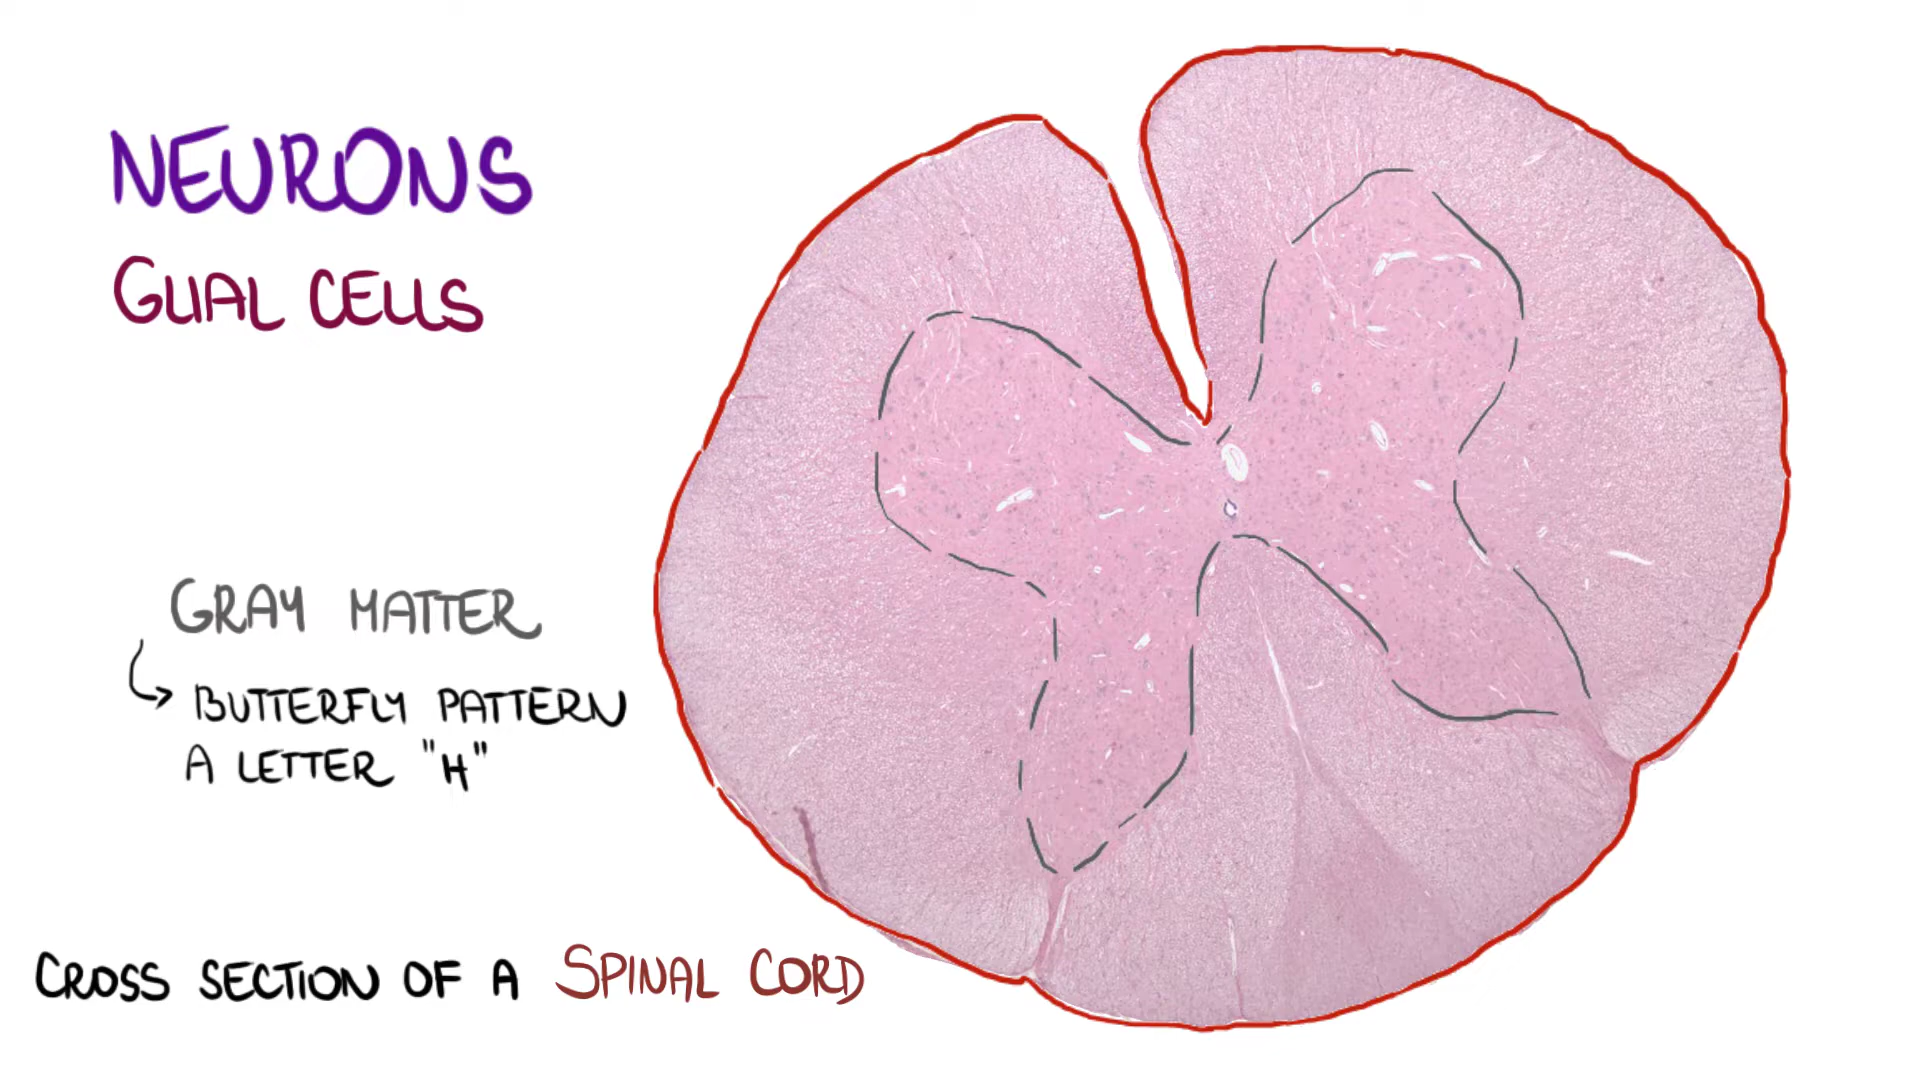 NEURONS
GLIAL CELLS
GRAY MATTER
BUTTERFLY PATTERN
A LETTER "H"
CROSS SECTION OF A SPINAL CORD